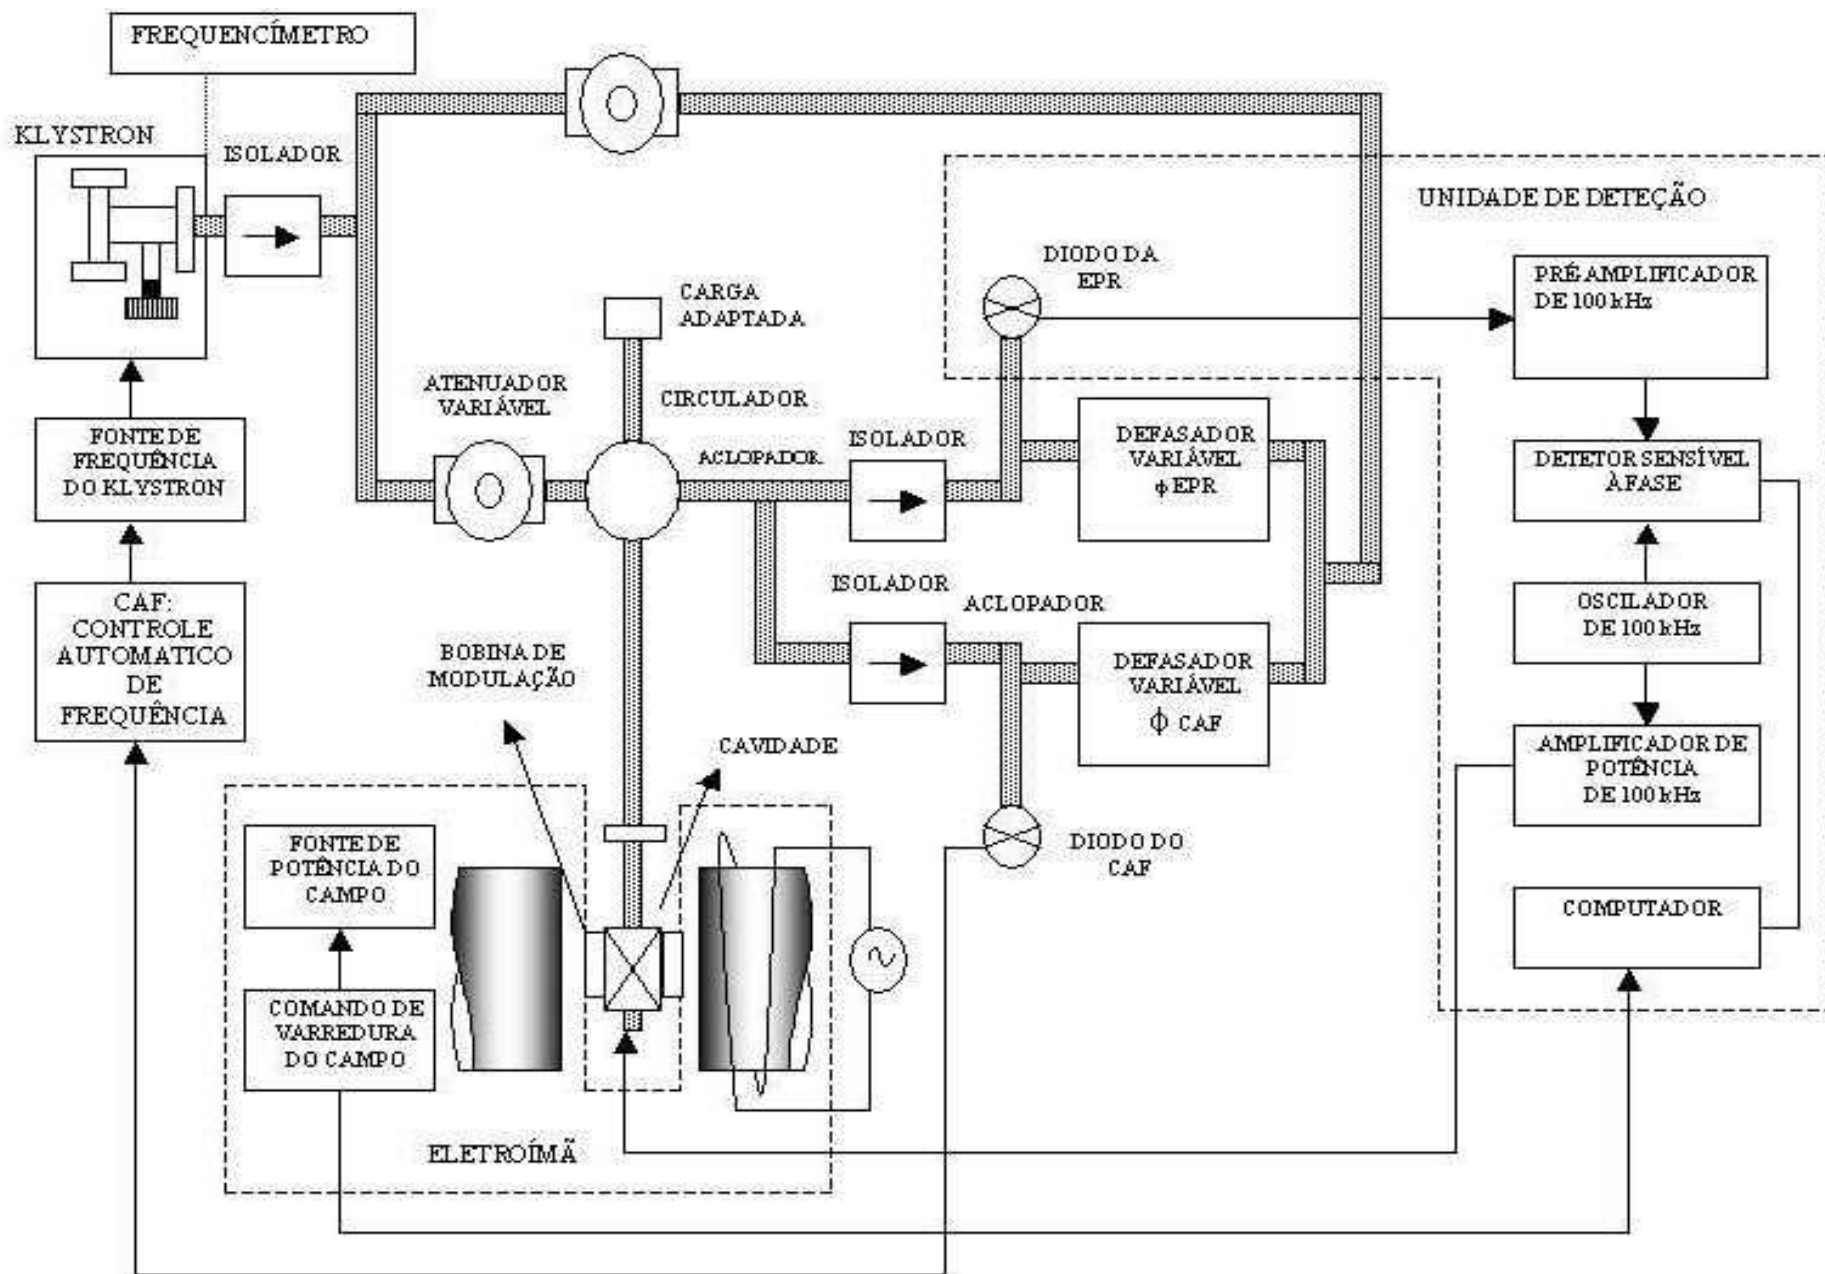 FREQUENCÍMETRO
KLYSTRON
ISOLADOR
UNIDADE DE DETEÇÃO
DIODO DA
EPR
PRÉ AMPLIFICADOR
DE 100 kHz
CARGA
ADAPTADA
ATENUADOR
VARIÁVEL
CIRCULADOR
ACLOPADOR
ISOLADOR
DEFASADOR
VARIÁVEL
ϕ EPR
FONTE DE
FREQUÊNCIA
DO KLYSTRON
DETETOR SENSÍVEL
À FASE
CAF:
CONTROLE
AUTOMATICO
DE
FREQUÊNCIA
ISOLADOR
ACLOPADOR
OSCILADOR
DE 100 kHz
BOBINA DE
MODULAÇÃO
DEFASADOR
VARIÁVEL
Φ CAF
CAVIDADE
AMPLIFICADOR DE
POTÊNCIA
DE 100 kHz
FONTE DE
POTÊNCIA DO
CAMPO
DIODO DO
CAF
COMPUTADOR
COMANDO DE
VARREDURA
DO CAMPO
ELETROÍMÃ